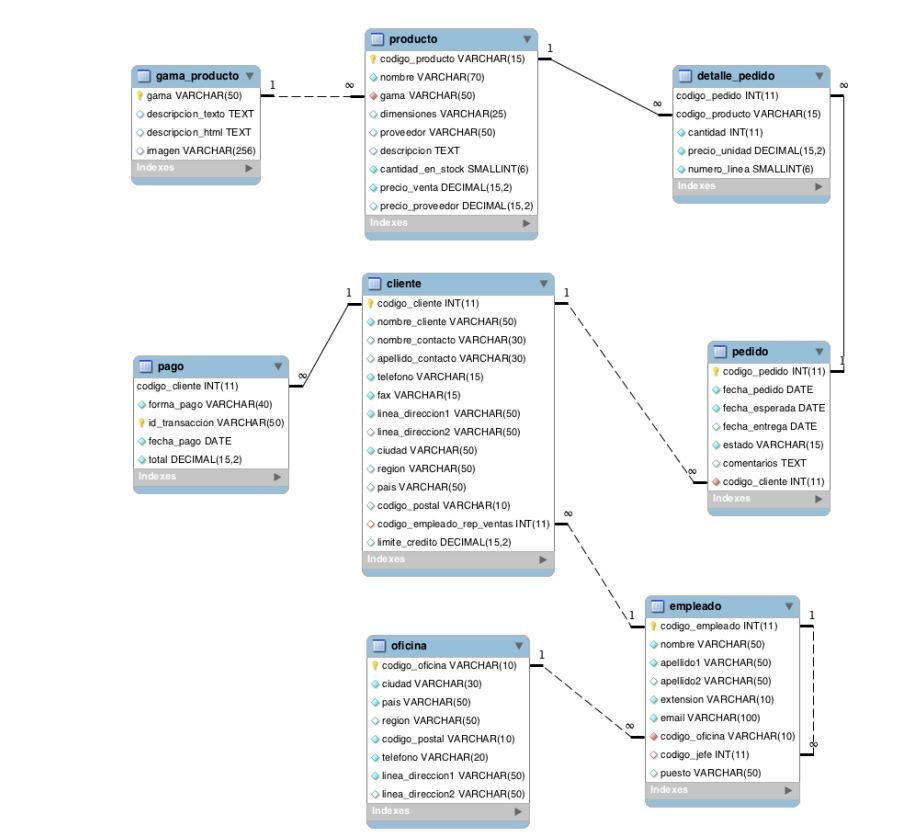 gama_producto
gama VARCHAR(50)
descripcion_texto TEXT
descripcion_html TEXT
imagen VARCHAR(256)
Indexes
1
∞
producto
codigo_producto VARCHAR(15)
nombre VARCHAR(70)
gama VARCHAR(50)
dimensiones VARCHAR(25)
proveedor VARCHAR(50)
descripcion TEXT
cantidad_en_stock SMALLINT(6)
precio_venta DECIMAL(15,2)
precio_proveedor DECIMAL(15,2)
Indexes
1
∞
detalle_pedido
codigo_pedido INT(11)
codigo_producto VARCHAR(15)
cantidad INT(11)
precio_unidad DECIMAL(15,2)
numero_linea SMALLINT(6)
Indexes
∞
1
cliente
codigo_cliente INT(11)
nombre_cliente VARCHAR(50)
nombre_contacto VARCHAR(30)
apellido_contacto VARCHAR(30)
telefono VARCHAR(15)
fax VARCHAR(15)
linea_direccion1 VARCHAR(50)
linea_direccion2 VARCHAR(50)
ciudad VARCHAR(50)
region VARCHAR(50)
pais VARCHAR(50)
codigo_postal VARCHAR(10)
codigo_empleado_rep_ventas INT(11)
limite_credito DECIMAL(15,2)
Indexes
1
∞
1
∞
∞
1
pago
codigo_cliente INT(11)
forma_pago VARCHAR(40)
id_transaccion VARCHAR(50)
fecha_pago DATE
total DECIMAL(15,2)
Indexes
pedido
codigo_pedido INT(11)
fecha_pedido DATE
fecha_esperada DATE
fecha_entrega DATE
estado VARCHAR(15)
comentarios TEXT
codigo_cliente INT(11)
Indexes
oficina
codigo_oficina VARCHAR(10)
ciudad VARCHAR(30)
pais VARCHAR(50)
region VARCHAR(50)
codigo_postal VARCHAR(10)
telefono VARCHAR(20)
linea_direccion1 VARCHAR(50)
linea_direccion2 VARCHAR(50)
Indexes
1
∞
empleado
codigo_empleado INT(11)
nombre VARCHAR(50)
apellido1 VARCHAR(50)
apellido2 VARCHAR(50)
extension VARCHAR(10)
email VARCHAR(100)
codigo_oficina VARCHAR(10)
codigo_jefe INT(11)
puesto VARCHAR(50)
Indexes
1
∞